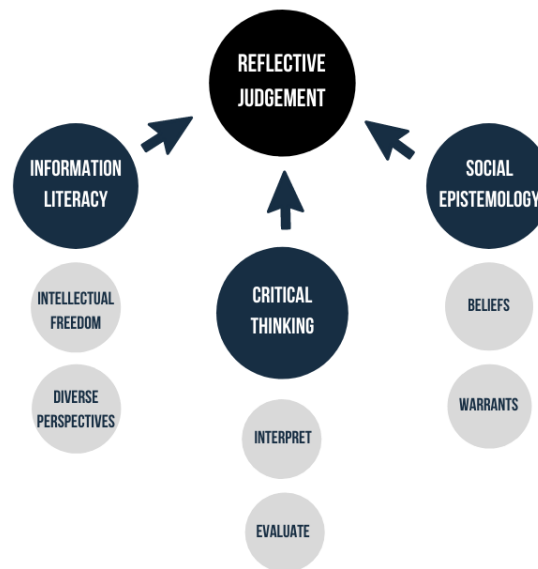 REFLECTIVE
JUDGEMENT
INFORMATION
LITERACY
SOCIAL
EPISTEMOLOGY
INTELLECTUAL
FREEDOM
CRITICAL
THINKING
BELIEFS
DIVERSE
PERSPECTIVES
WARRANTS
INTERPRET
EVALUATE